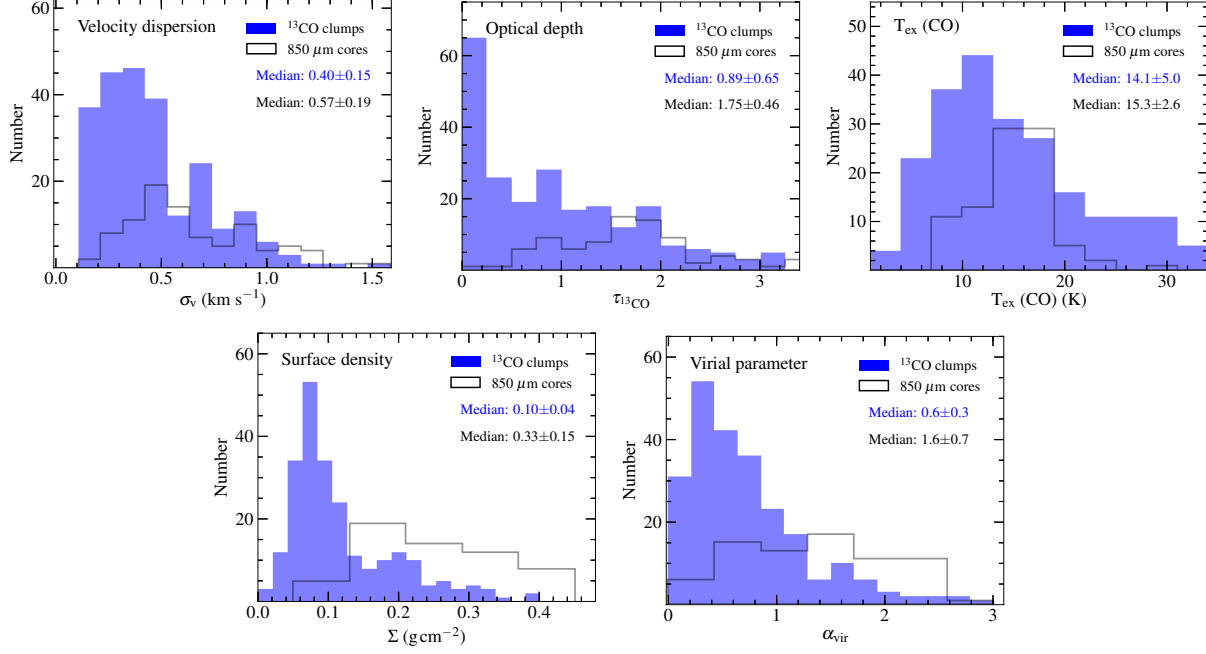 Velocity dispersion
¹³CO clumps
850 μm cores
Median: 0.40±0.15
Median: 0.57±0.19
Number
60
40
20
0.0
0.5
1.0
1.5
σᵥ (km s⁻¹)
Optical depth
¹³CO clumps
850 μm cores
Median: 0.89±0.65
Median: 1.75±0.46
Number
60
40
20
0
1
2
3
τ₁₃CO
Tₑₓ (CO)
¹³CO clumps
850 μm cores
Median: 14.1±5.0
Median: 15.3±2.6
Number
50
40
30
20
10
10
20
30
Tₑₓ (CO) (K)
Surface density
¹³CO clumps
850 μm cores
Median: 0.10±0.04
Median: 0.33±0.15
Number
60
40
20
0.0
0.2
0.4
Σ (g cm⁻²)
Virial parameter
¹³CO clumps
850 μm cores
Median: 0.6±0.3
Median: 1.6±0.7
Number
60
40
20
0
1
2
3
α_vir